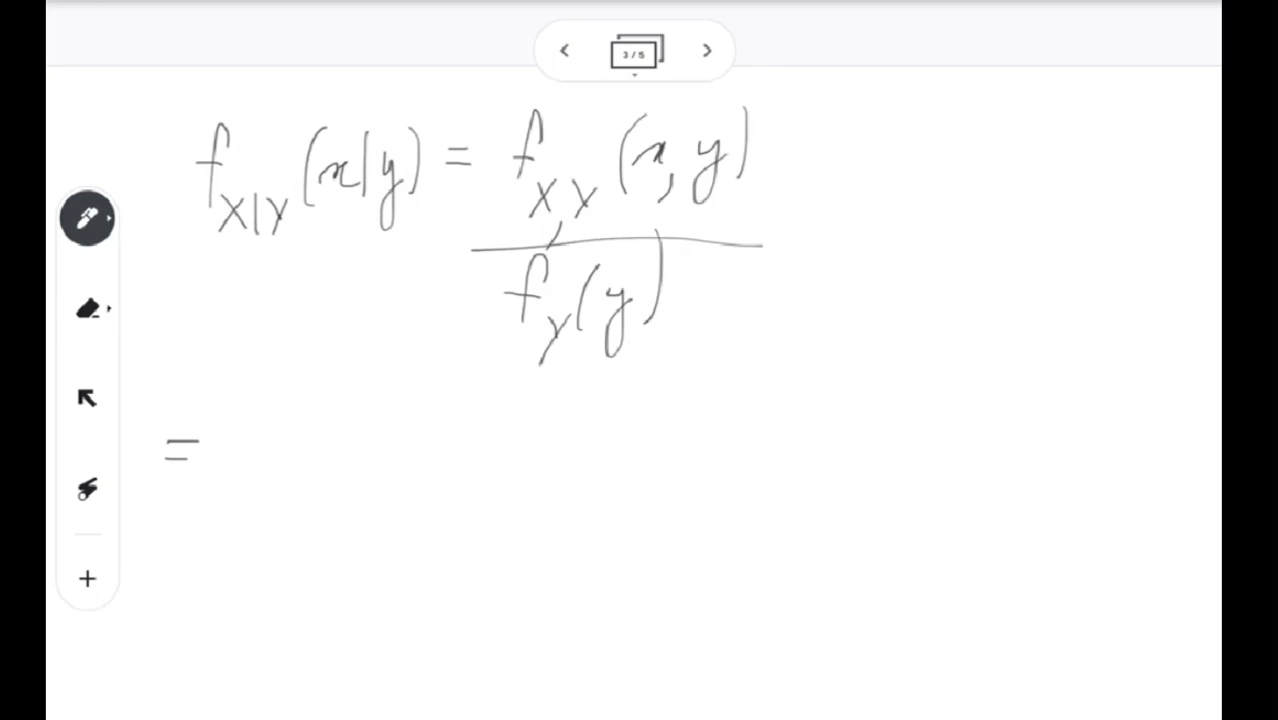 3 / 5
f_{X|Y}(x|y) = f_{X,Y}(x,y)
f_Y(y)
=